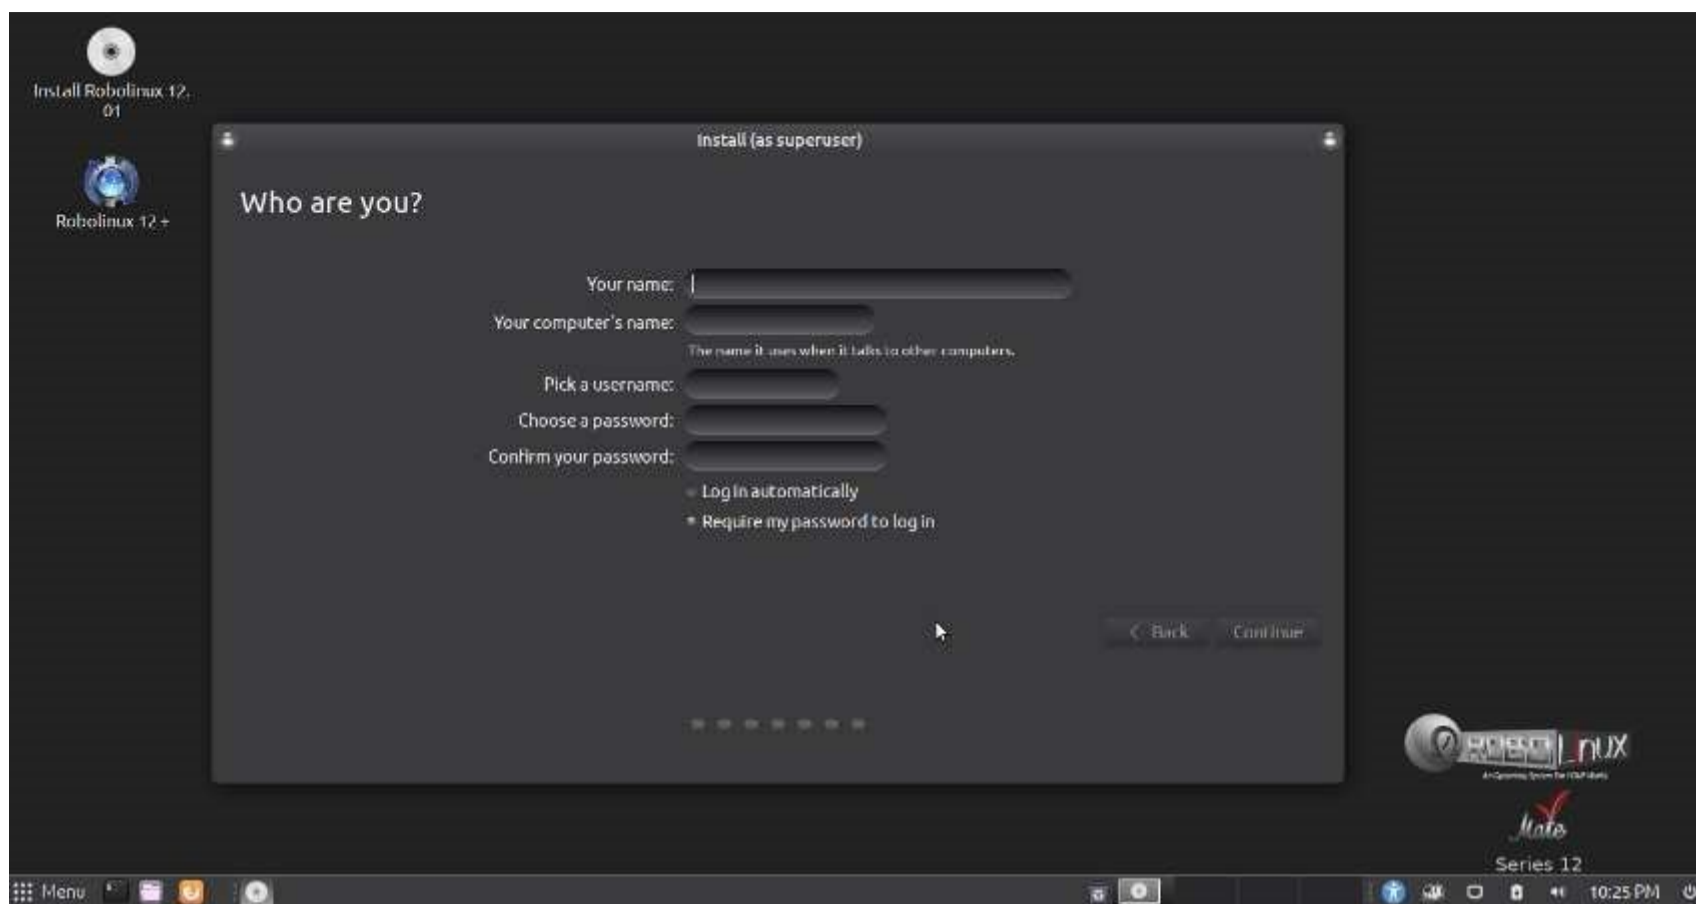 Install Robolinux 12.
01
Robolinux 12 +
Install (as superuser)
Who are you?
Your name:
Your computer's name:
The name it uses when it talks to other computers.
Pick a username:
Choose a password:
Confirm your password:
Log in automatically
Require my password to log in
< Back
Continue
ROBOLinux
Mate
Series 12
Menu
10:25 PM